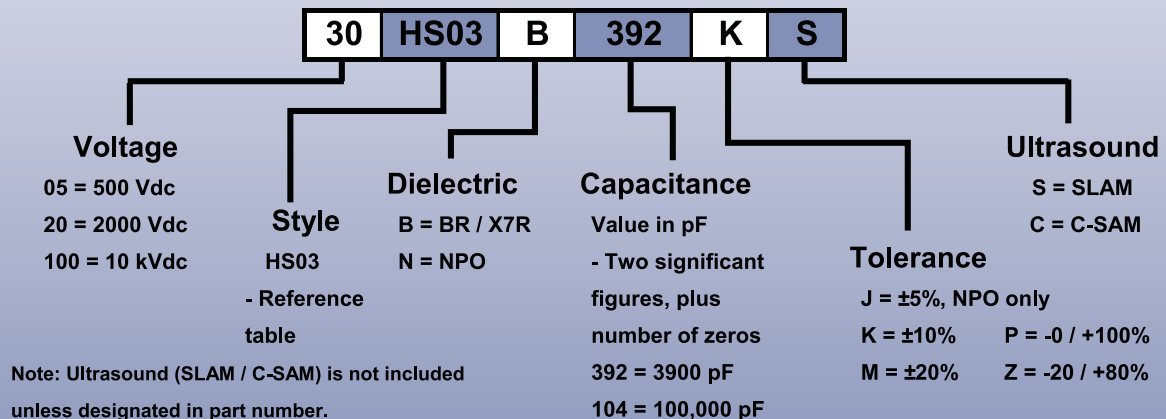 30 HS03 B 392 K S
Voltage
05 = 500 Vdc
20 = 2000 Vdc
100 = 10 kVdc
Style
HS03
- Reference
table
Dielectric
B = BR / X7R
N = NPO
Capacitance
Value in pF
- Two significant
figures, plus
number of zeros
392 = 3900 pF
104 = 100,000 pF
Tolerance
J = ±5%, NPO only
K = ±10% P = -0 / +100%
M = ±20% Z = -20 / +80%
Ultrasound
S = SLAM
C = C-SAM
Note: Ultrasound (SLAM / C-SAM) is not included
unless designated in part number.